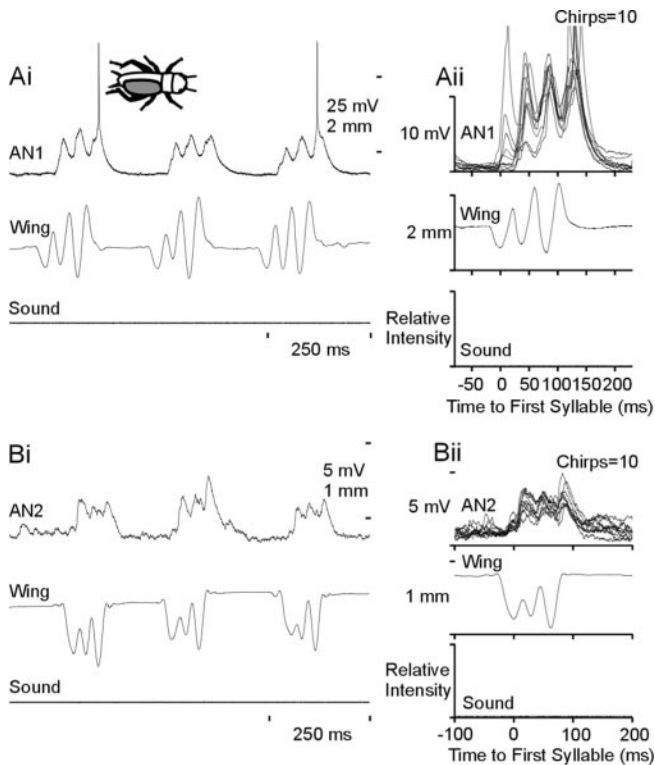 Ai
25 mV
2 mm
AN1
Wing
Sound
250 ms
Aii
Chirps=10
10 mV
AN1
2 mm
Wing
Relative
Intensity
Sound
-50 0 50 100 150 200
Time to First Syllable (ms)
Bi
5 mV
1 mm
AN2
Wing
Sound
250 ms
Bii
Chirps=10
5 mV
AN2
Wing
1 mm
Relative
Intensity
Sound
-100 0 100 200
Time to First Syllable (ms)